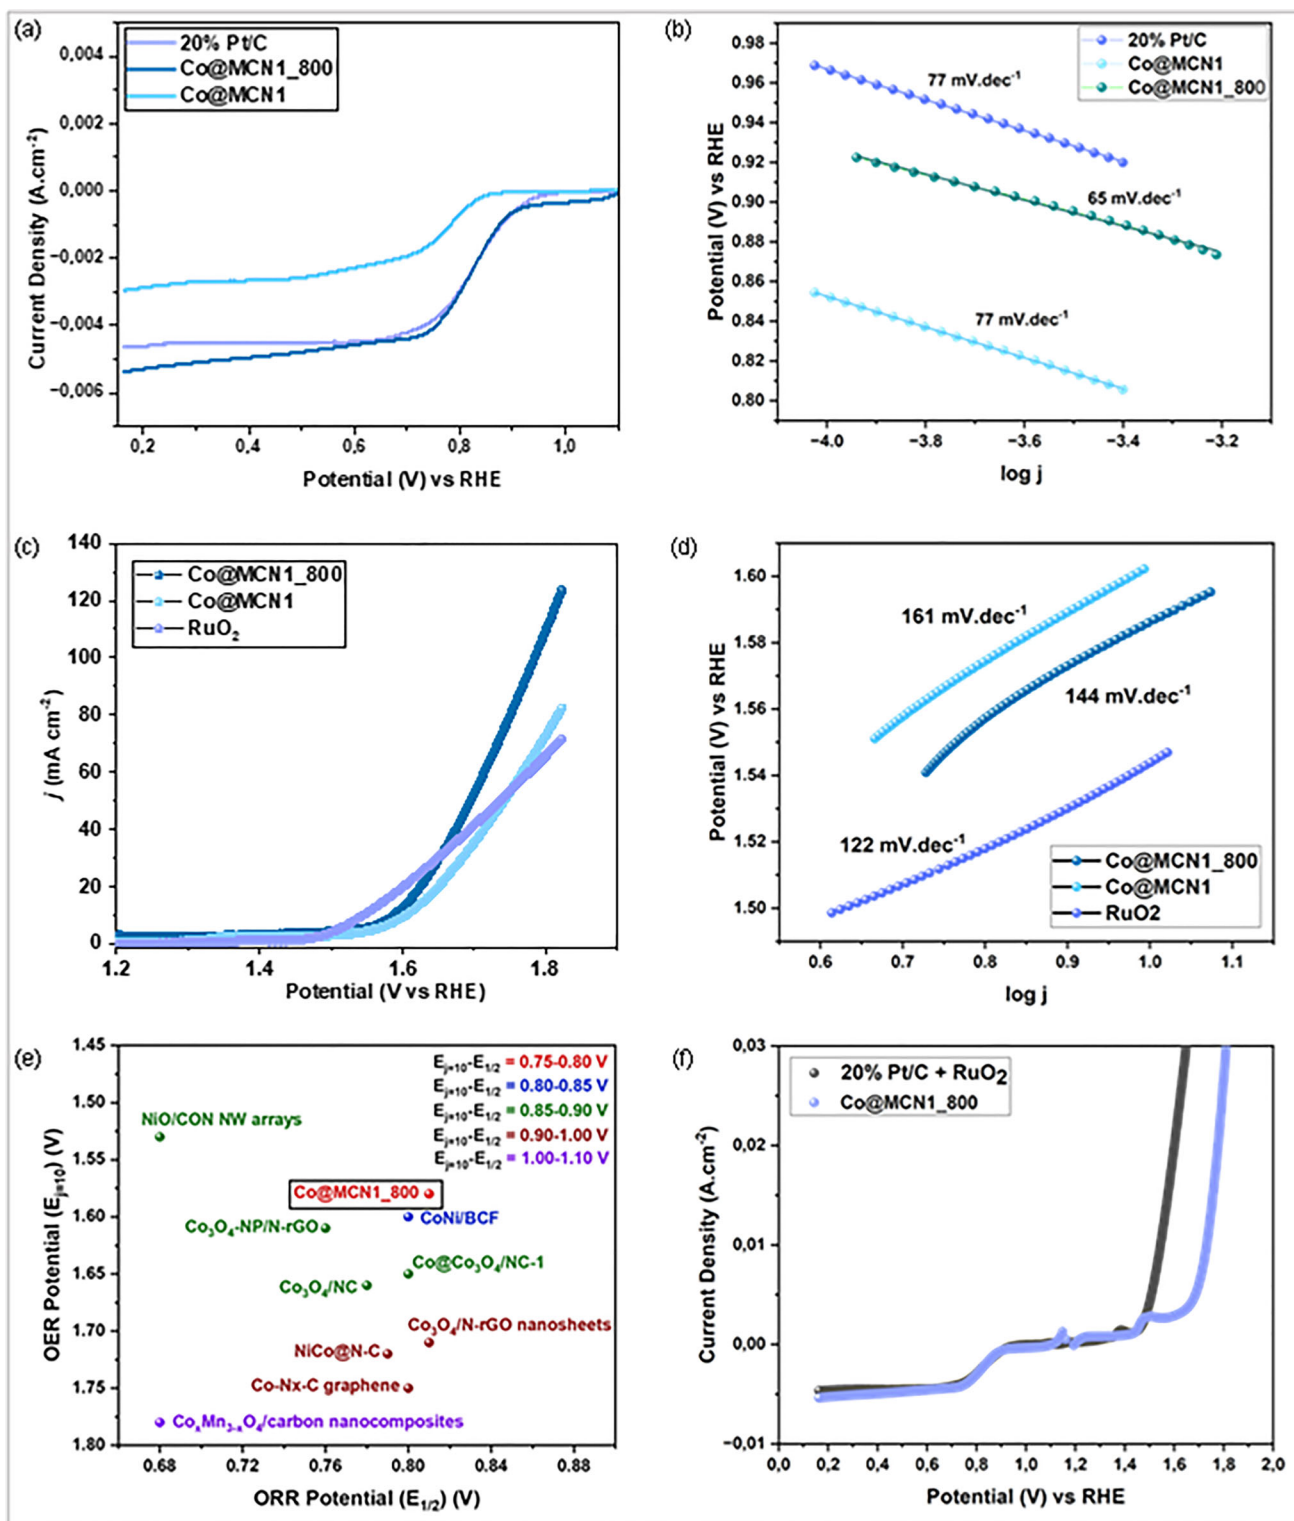 (a)
20% Pt/C
Co@MCN1_800
Co@MCN1
0,004
0,002
0,000
−0,002
−0,004
−0,006
Current Density (A.cm⁻²)
0,2
0,4
0,6
0,8
1,0
Potential (V) vs RHE
(b)
20% Pt/C
Co@MCN1
Co@MCN1_800
77 mV.dec⁻¹
65 mV.dec⁻¹
77 mV.dec⁻¹
0.98
0.96
0.94
0.92
0.90
0.88
0.86
0.84
0.82
0.80
Potential (V) vs RHE
−4.0
−3.8
−3.6
−3.4
−3.2
log j
(c)
Co@MCN1_800
Co@MCN1
RuO₂
140
120
100
80
60
40
20
0
j (mA cm⁻²)
1.2
1.4
1.6
1.8
Potential (V vs RHE)
(d)
161 mV.dec⁻¹
144 mV.dec⁻¹
122 mV.dec⁻¹
Co@MCN1_800
Co@MCN1
RuO2
1.60
1.58
1.56
1.54
1.52
1.50
Potential (V) vs RHE
0.6
0.7
0.8
0.9
1.0
1.1
log j
(e)
Eⱼ₌₁₀-E₁/₂ = 0.75-0.80 V
Eⱼ₌₁₀-E₁/₂ = 0.80-0.85 V
Eⱼ₌₁₀-E₁/₂ = 0.85-0.90 V
Eⱼ₌₁₀-E₁/₂ = 0.90-1.00 V
Eⱼ₌₁₀-E₁/₂ = 1.00-1.10 V
NiO/CON NW arrays
Co@MCN1_800
Co₃O₄-NP/N-rGO
CoNi/BCF
Co@Co₃O₄/NC-1
Co₃O₄/NC
Co₃O₄/N-rGO nanosheets
NiCo@N-C
Co-Nx-C graphene
CoₓMn₃₋ₓO₄/carbon nanocomposites
1.45
1.50
1.55
1.60
1.65
1.70
1.75
1.80
OER Potential (Eⱼ₌₁₀) (V)
0.68
0.72
0.76
0.80
0.84
0.88
ORR Potential (E₁/₂) (V)
(f)
20% Pt/C + RuO₂
Co@MCN1_800
0,03
0,02
0,01
0,00
−0,01
Current Density (A.cm⁻²)
0,0
0,2
0,4
0,6
0,8
1,0
1,2
1,4
1,6
1,8
2,0
Potential (V) vs RHE